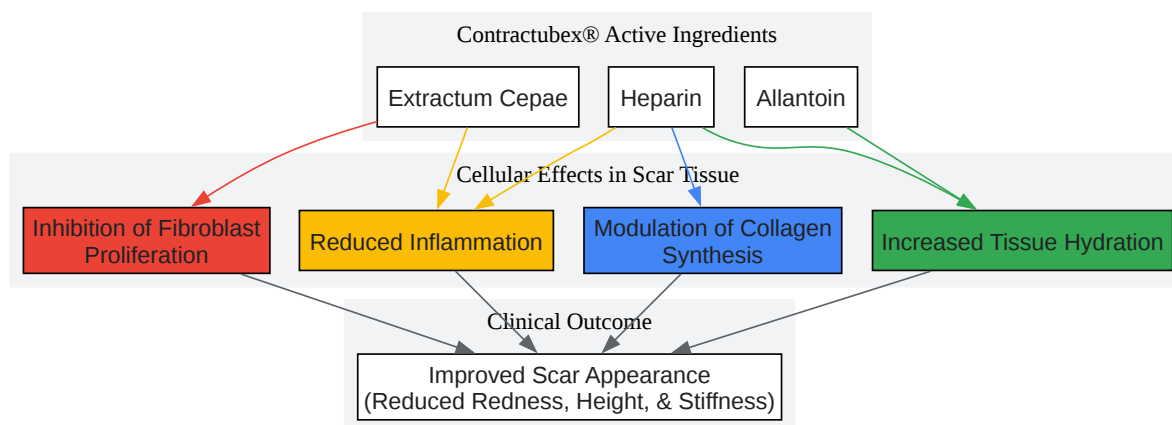 Contractubex® Active Ingredients
Extractum Cepae
Heparin
Allantoin
Cellular Effects in Scar Tissue
Inhibition of Fibroblast
Proliferation
Reduced Inflammation
Modulation of Collagen
Synthesis
Increased Tissue Hydration
Clinical Outcome
Improved Scar Appearance
(Reduced Redness, Height, & Stiffness)